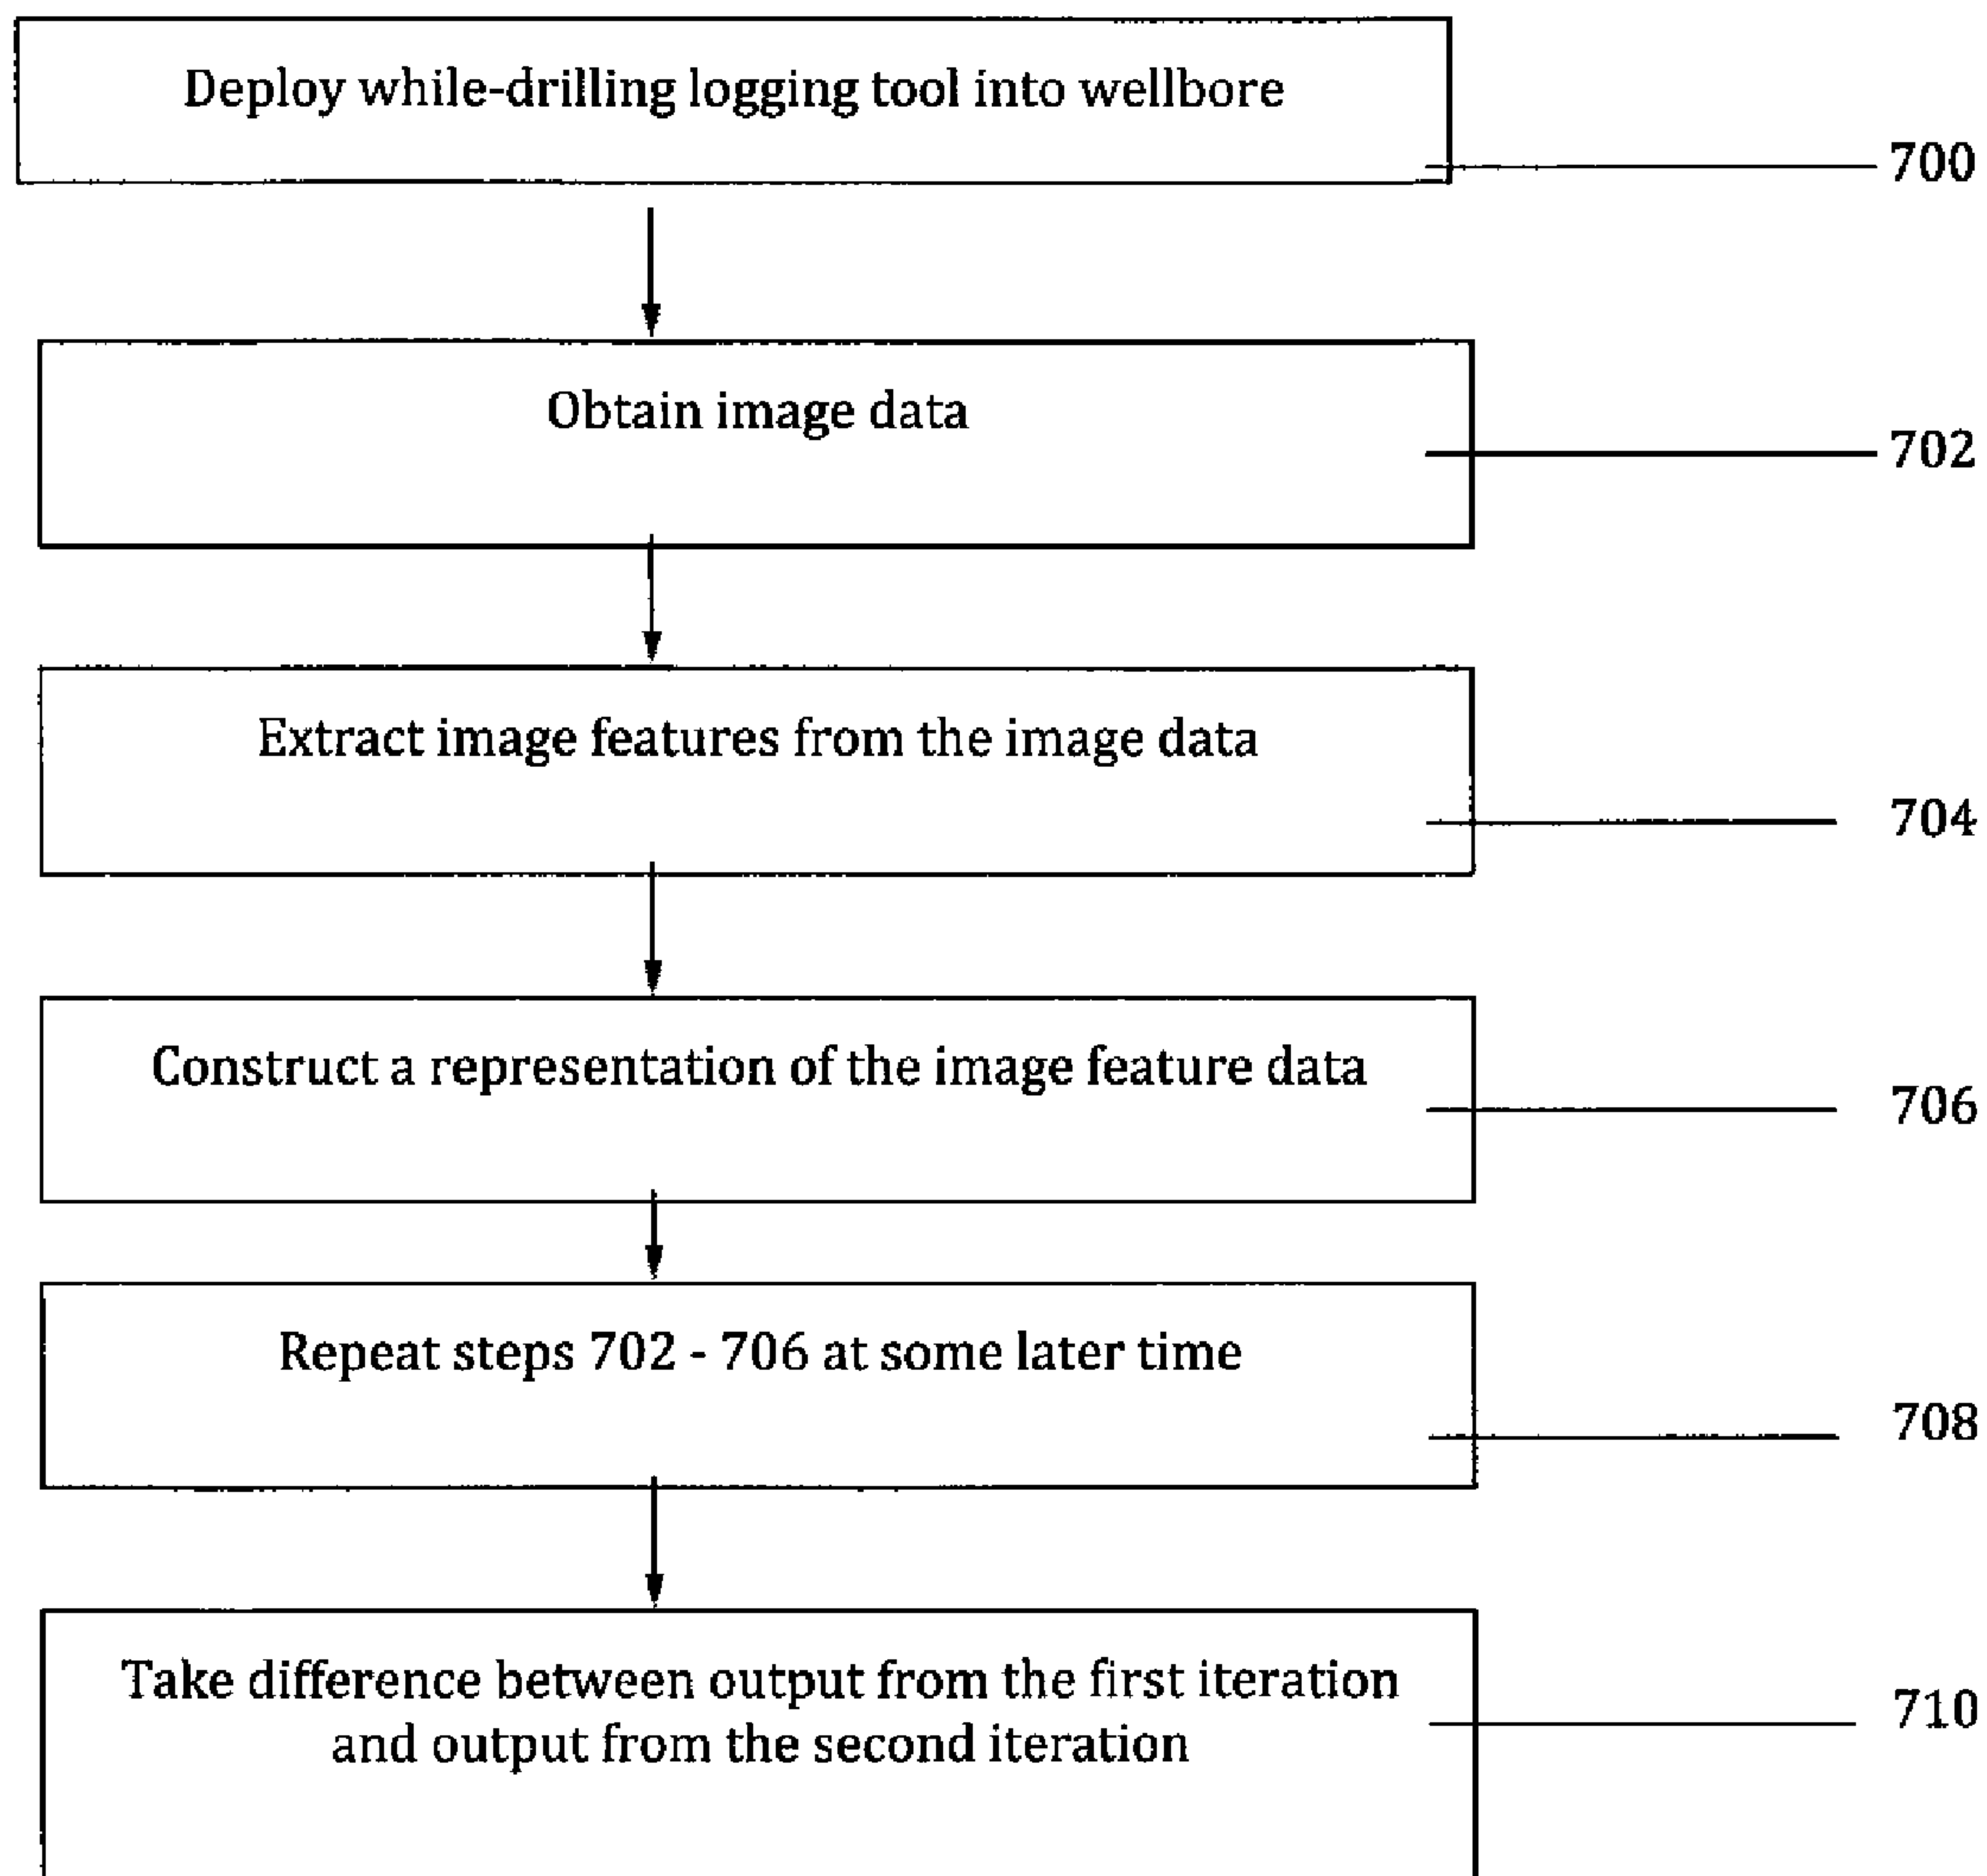 Deploy while-drilling logging tool into wellbore
700
Obtain image data
702
Extract image features from the image data
704
Construct a representation of the image feature data
706
Repeat steps 702 - 706 at some later time
708
Take difference between output from the first iteration
and output from the second iteration
710